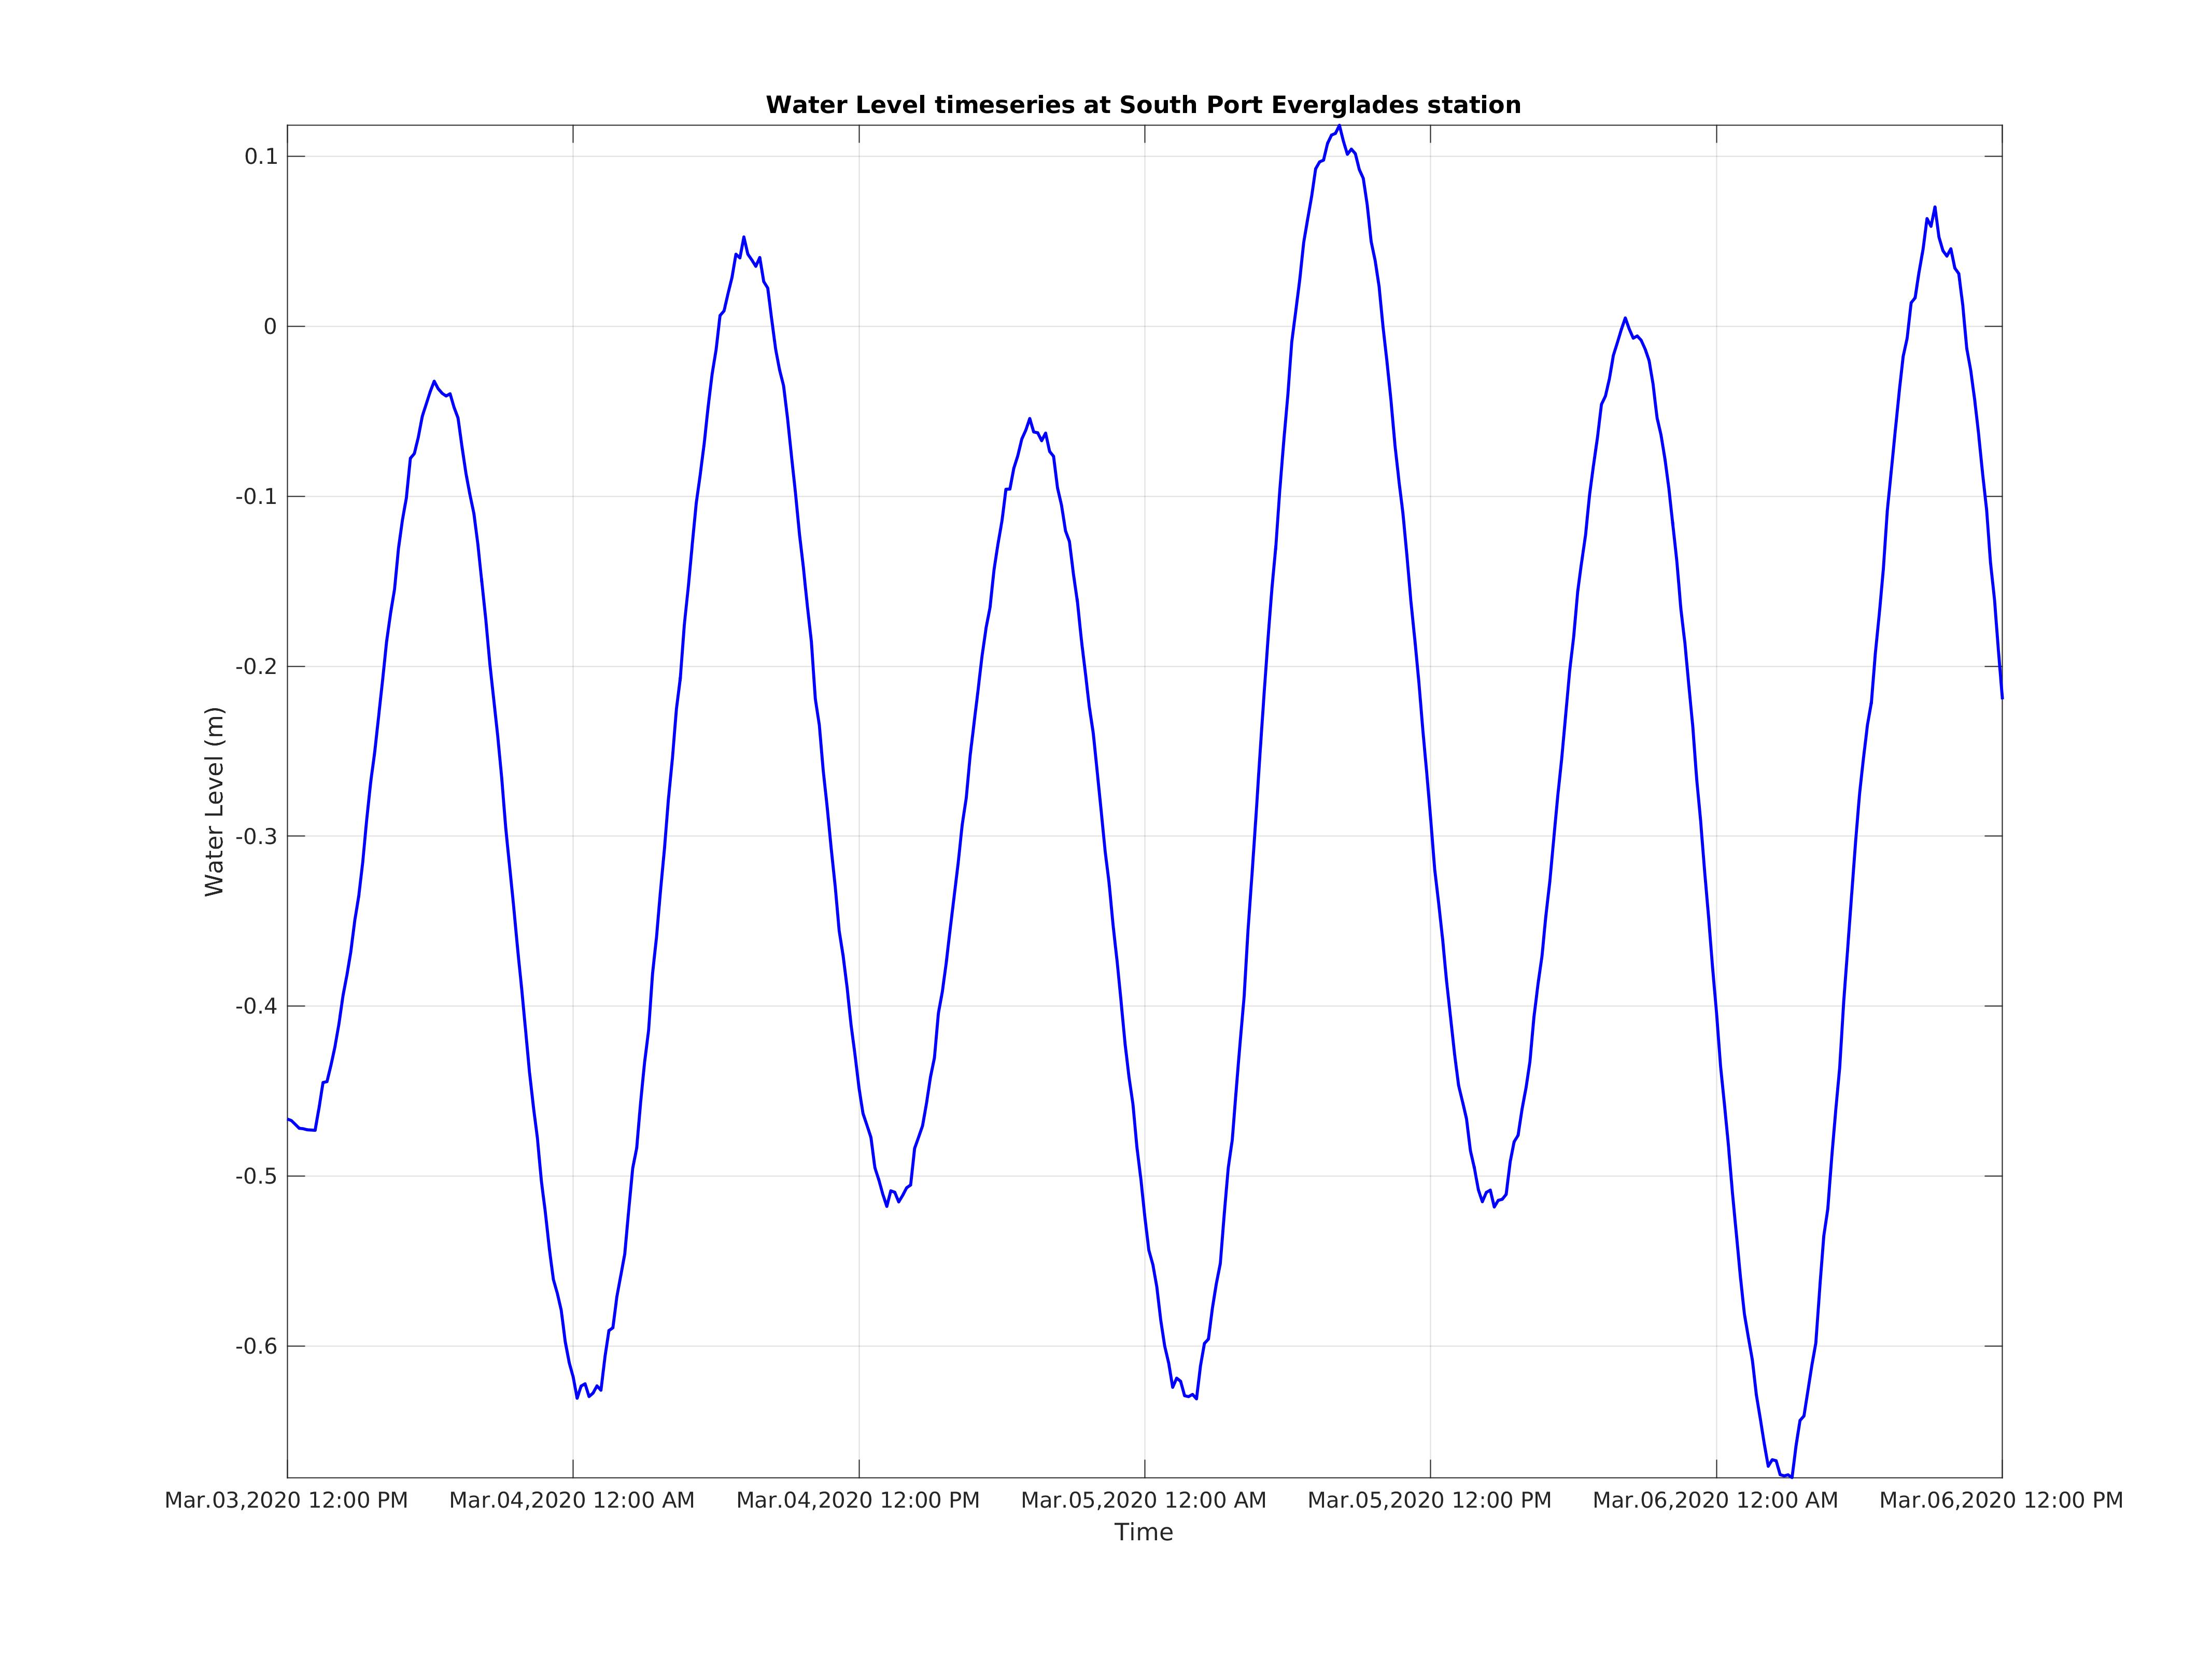 Water Level timeseries at South Port Everglades station
0.1
0
-0.1
-0.2
-0.3
-0.4
-0.5
-0.6
Water Level (m)
Mar.03,2020 12:00 PM Mar.04,2020 12:00 AM Mar.04,2020 12:00 PM Mar.05,2020 12:00 AM Mar.05,2020 12:00 PM Mar.06,2020 12:00 AM Mar.06,2020 12:00 PM
Time